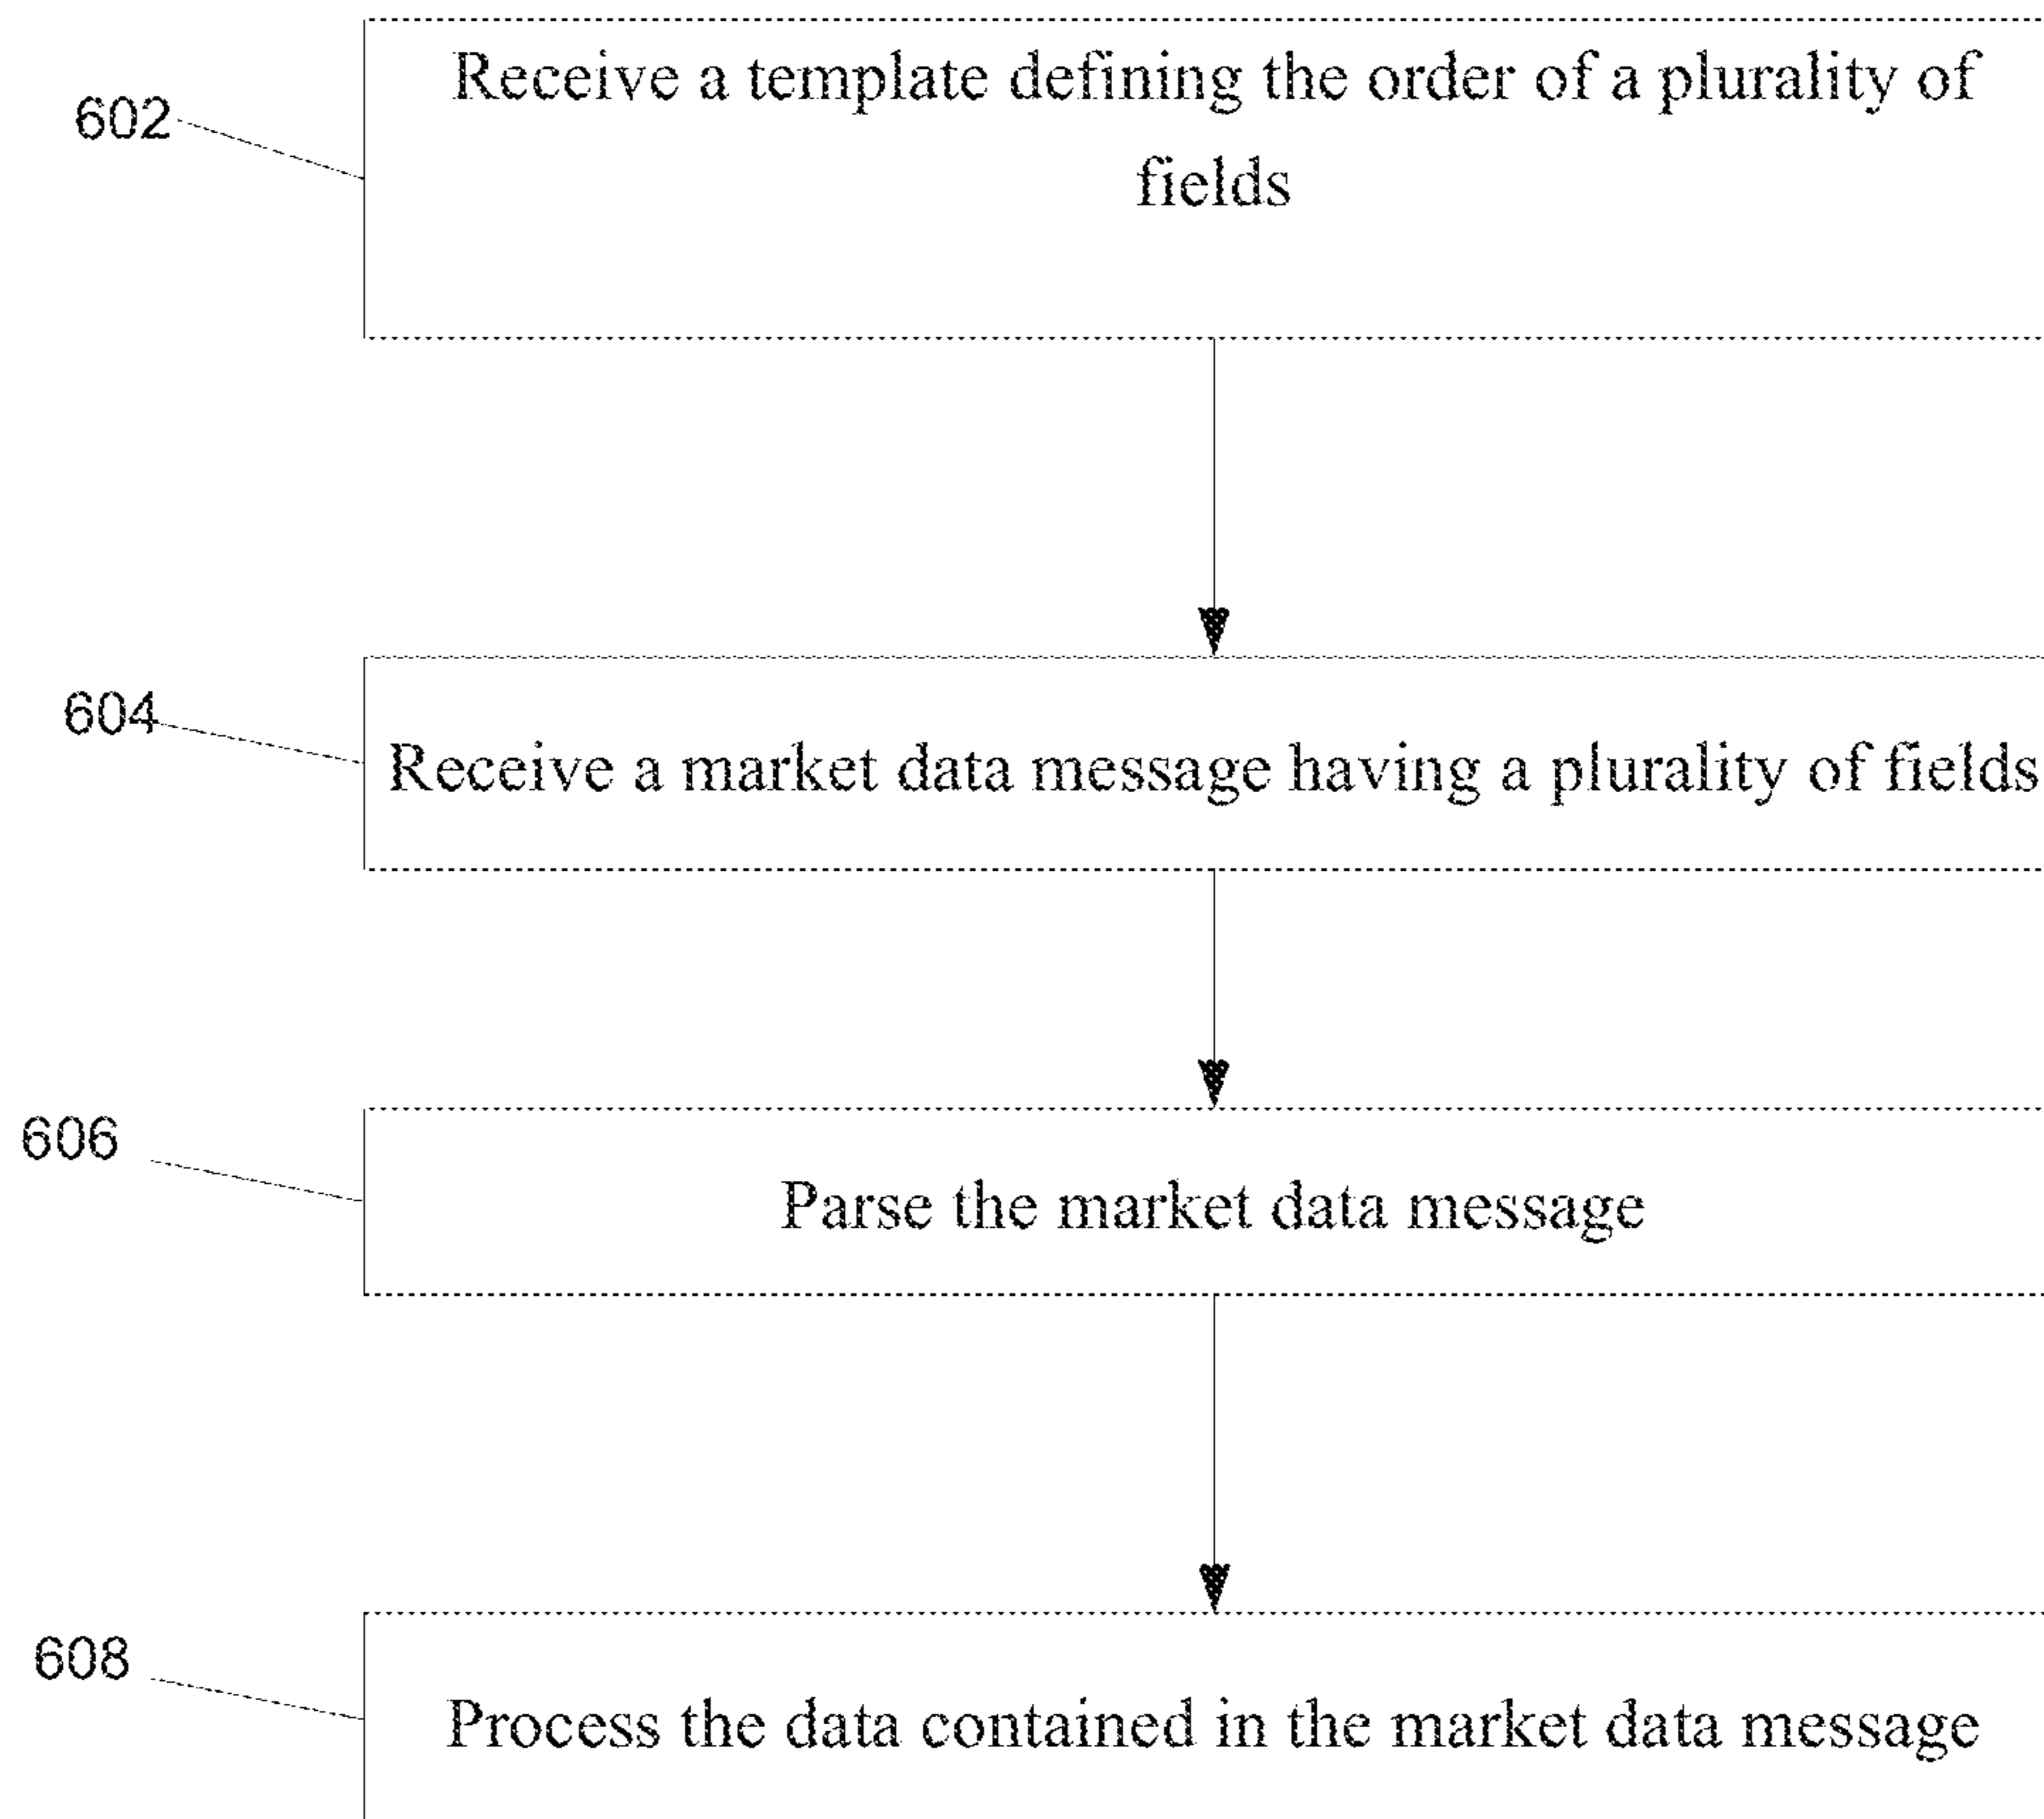 602
Receive a template defining the order of a plurality of
fields
604
Receive a market data message having a plurality of fields
606
Parse the market data message
608
Process the data contained in the market data message